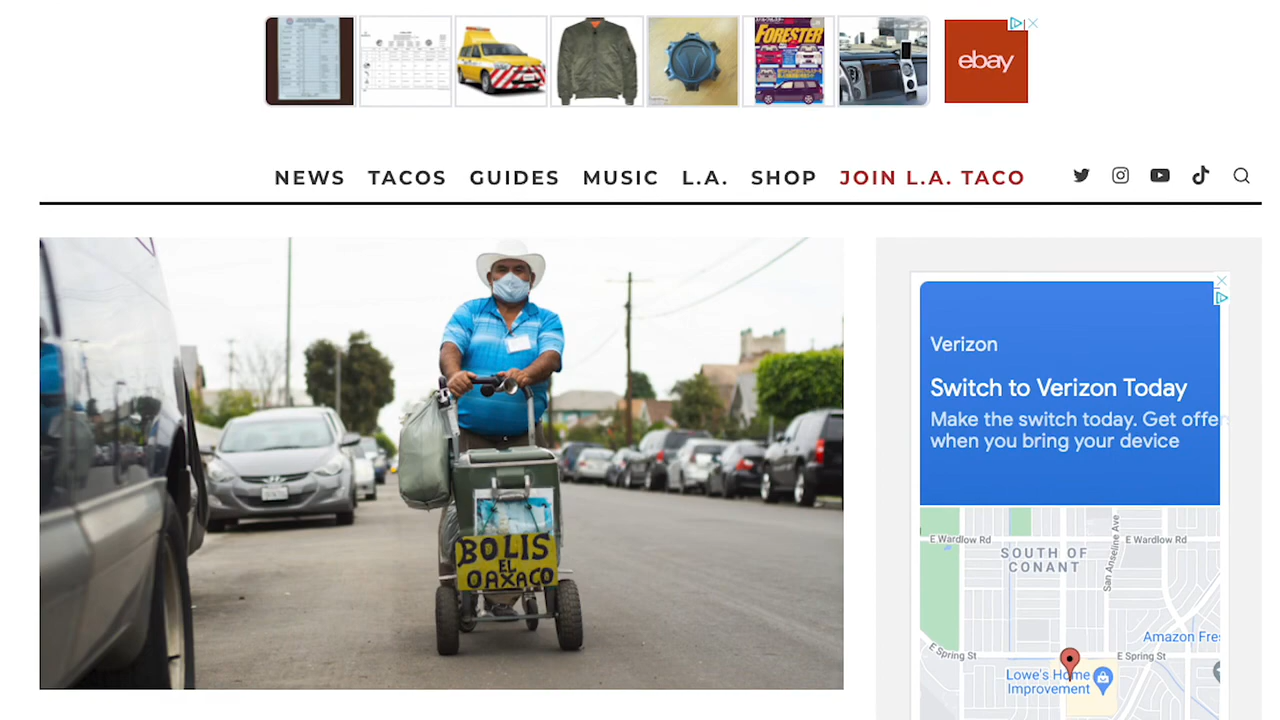 FORESTER
ebay
NEWS TACOS GUIDES MUSIC L.A. SHOP JOIN L.A. TACO
BOLIS
EL
OAXACO
Verizon
Switch to Verizon Today
Make the switch today. Get offers
when you bring your device
E Wardlow Rd
E Wardlow Rd
SOUTH OF
CONANT
San Anseline Ave
Amazon Fre
E Spring St
E Spring St
Lowe's Home
Improvement